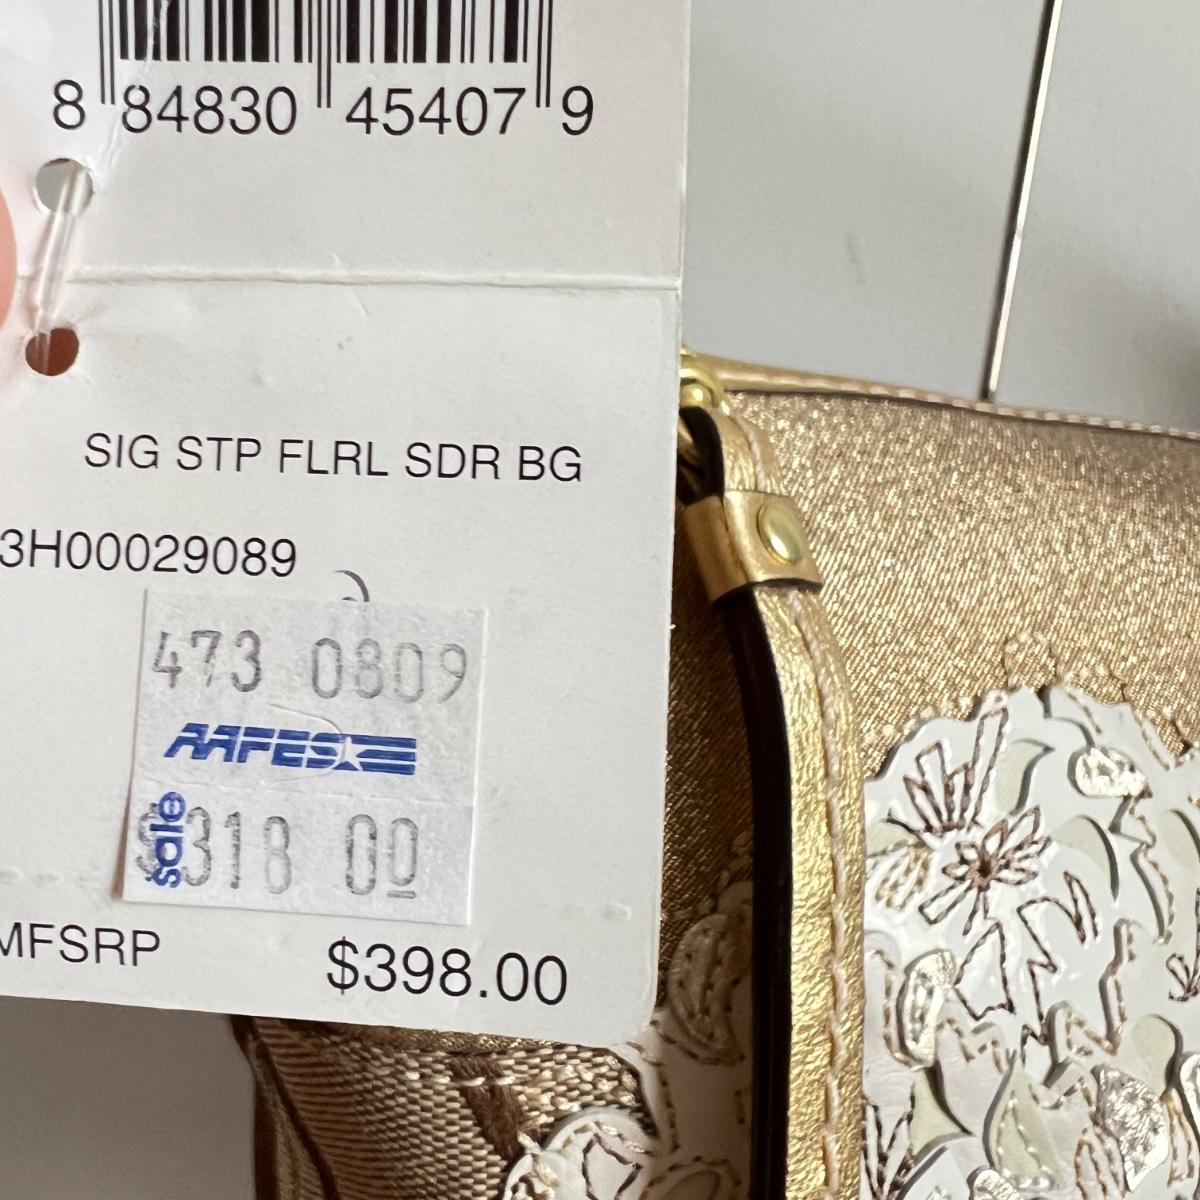 8 84830 45407 9
SIG STP FLRL SDR BG
3H00029089
473 0809
AAFES
sale $318 00
MFSRP $398.00